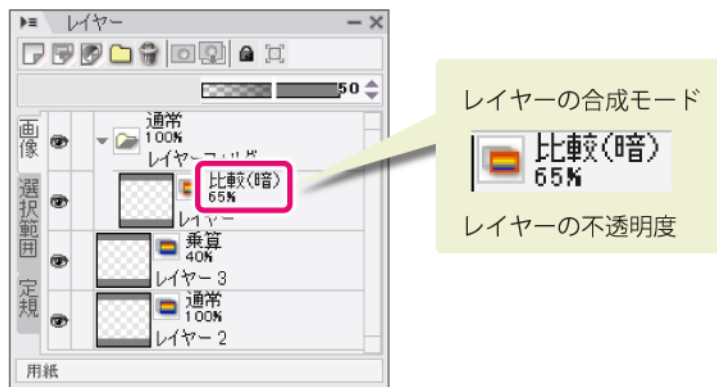 レイヤー
50
画像
選択範囲
定規
通常
100%
レイヤーフォルダ
比較(暗)
65%
レイヤー
乗算
40%
レイヤー 3
通常
100%
レイヤー 2
用紙
レイヤーの合成モード
比較(暗)
65%
レイヤーの不透明度